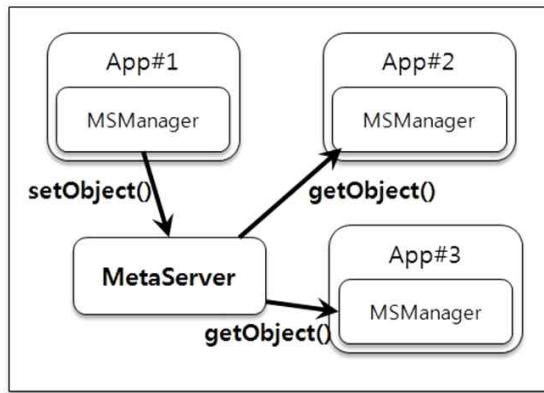 App#1
MSManager
App#2
MSManager
setObject()
getObject()
MetaServer
App#3
MSManager
getObject()